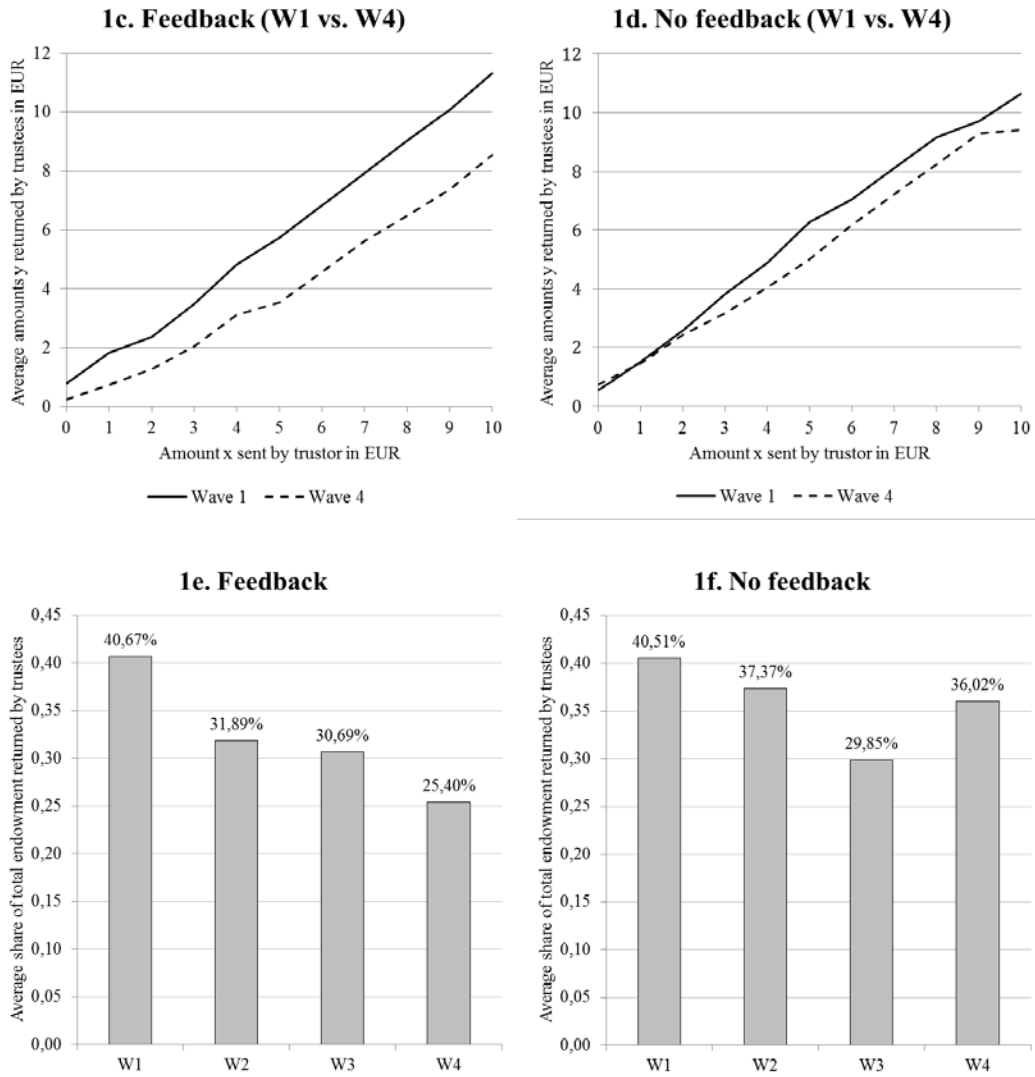 1c. Feedback (W1 vs. W4)
Average amounts y returned by trustees in EUR
12
10
8
6
4
2
0
0 1 2 3 4 5 6 7 8 9 10
Amount x sent by trustor in EUR
Wave 1 Wave 4
1d. No feedback (W1 vs. W4)
Average amounts y returned by trustees in EUR
12
10
8
6
4
2
0
0 1 2 3 4 5 6 7 8 9 10
Amount x sent by trustor in EUR
Wave 1 Wave 4
1e. Feedback
Average share of total endowment returned by trustees
0,45
0,40
0,35
0,30
0,25
0,20
0,15
0,10
0,05
0,00
40,67%
31,89%
30,69%
25,40%
W1 W2 W3 W4
1f. No feedback
Average share of total endowment returned by trustees
0,45
0,40
0,35
0,30
0,25
0,20
0,15
0,10
0,05
0,00
40,51%
37,37%
29,85%
36,02%
W1 W2 W3 W4